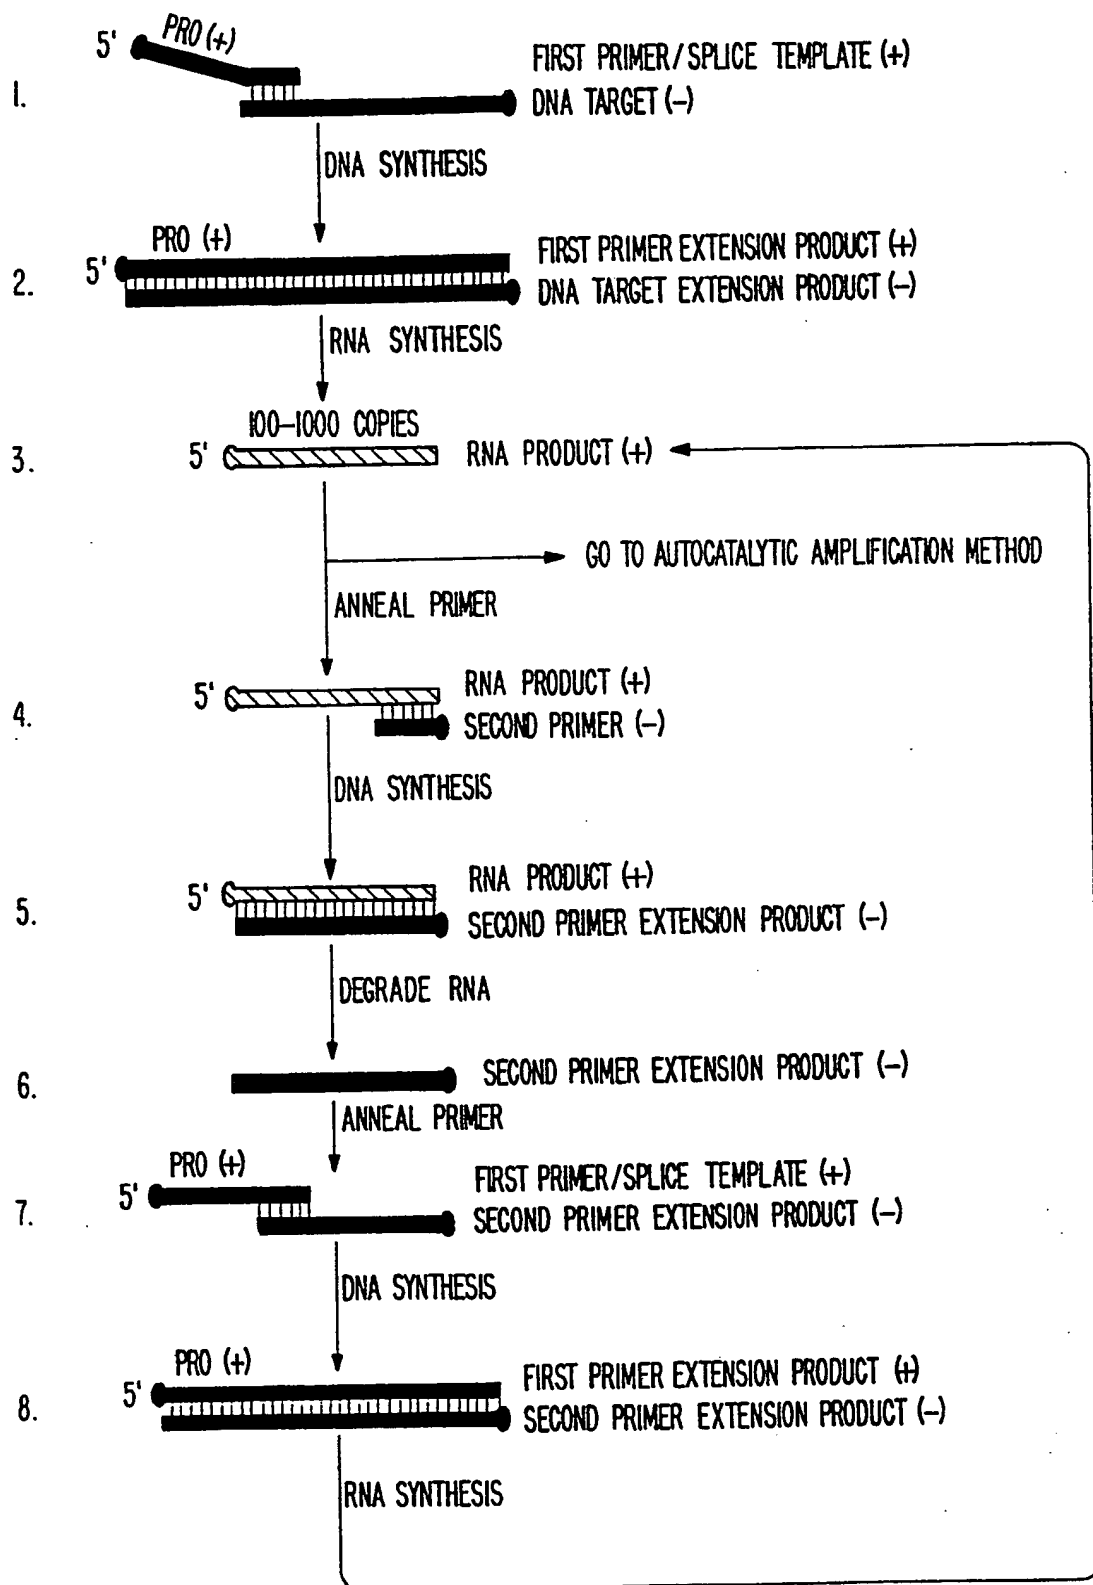 5' PRO (+)
FIRST PRIMER/SPLICE TEMPLATE (+)
1.
DNA TARGET (–)
DNA SYNTHESIS
PRO (+)
5'
FIRST PRIMER EXTENSION PRODUCT (+)
2.
DNA TARGET EXTENSION PRODUCT (–)
RNA SYNTHESIS
100–1000 COPIES
3.
5'
RNA PRODUCT (+)
GO TO AUTOCATALYTIC AMPLIFICATION METHOD
ANNEAL PRIMER
5'
RNA PRODUCT (+)
4.
SECOND PRIMER (–)
DNA SYNTHESIS
5'
RNA PRODUCT (+)
5.
SECOND PRIMER EXTENSION PRODUCT (–)
DEGRADE RNA
6.
SECOND PRIMER EXTENSION PRODUCT (–)
ANNEAL PRIMER
PRO (+)
5'
FIRST PRIMER/SPLICE TEMPLATE (+)
7.
SECOND PRIMER EXTENSION PRODUCT (–)
DNA SYNTHESIS
PRO (+)
5'
FIRST PRIMER EXTENSION PRODUCT (+)
8.
SECOND PRIMER EXTENSION PRODUCT (–)
RNA SYNTHESIS